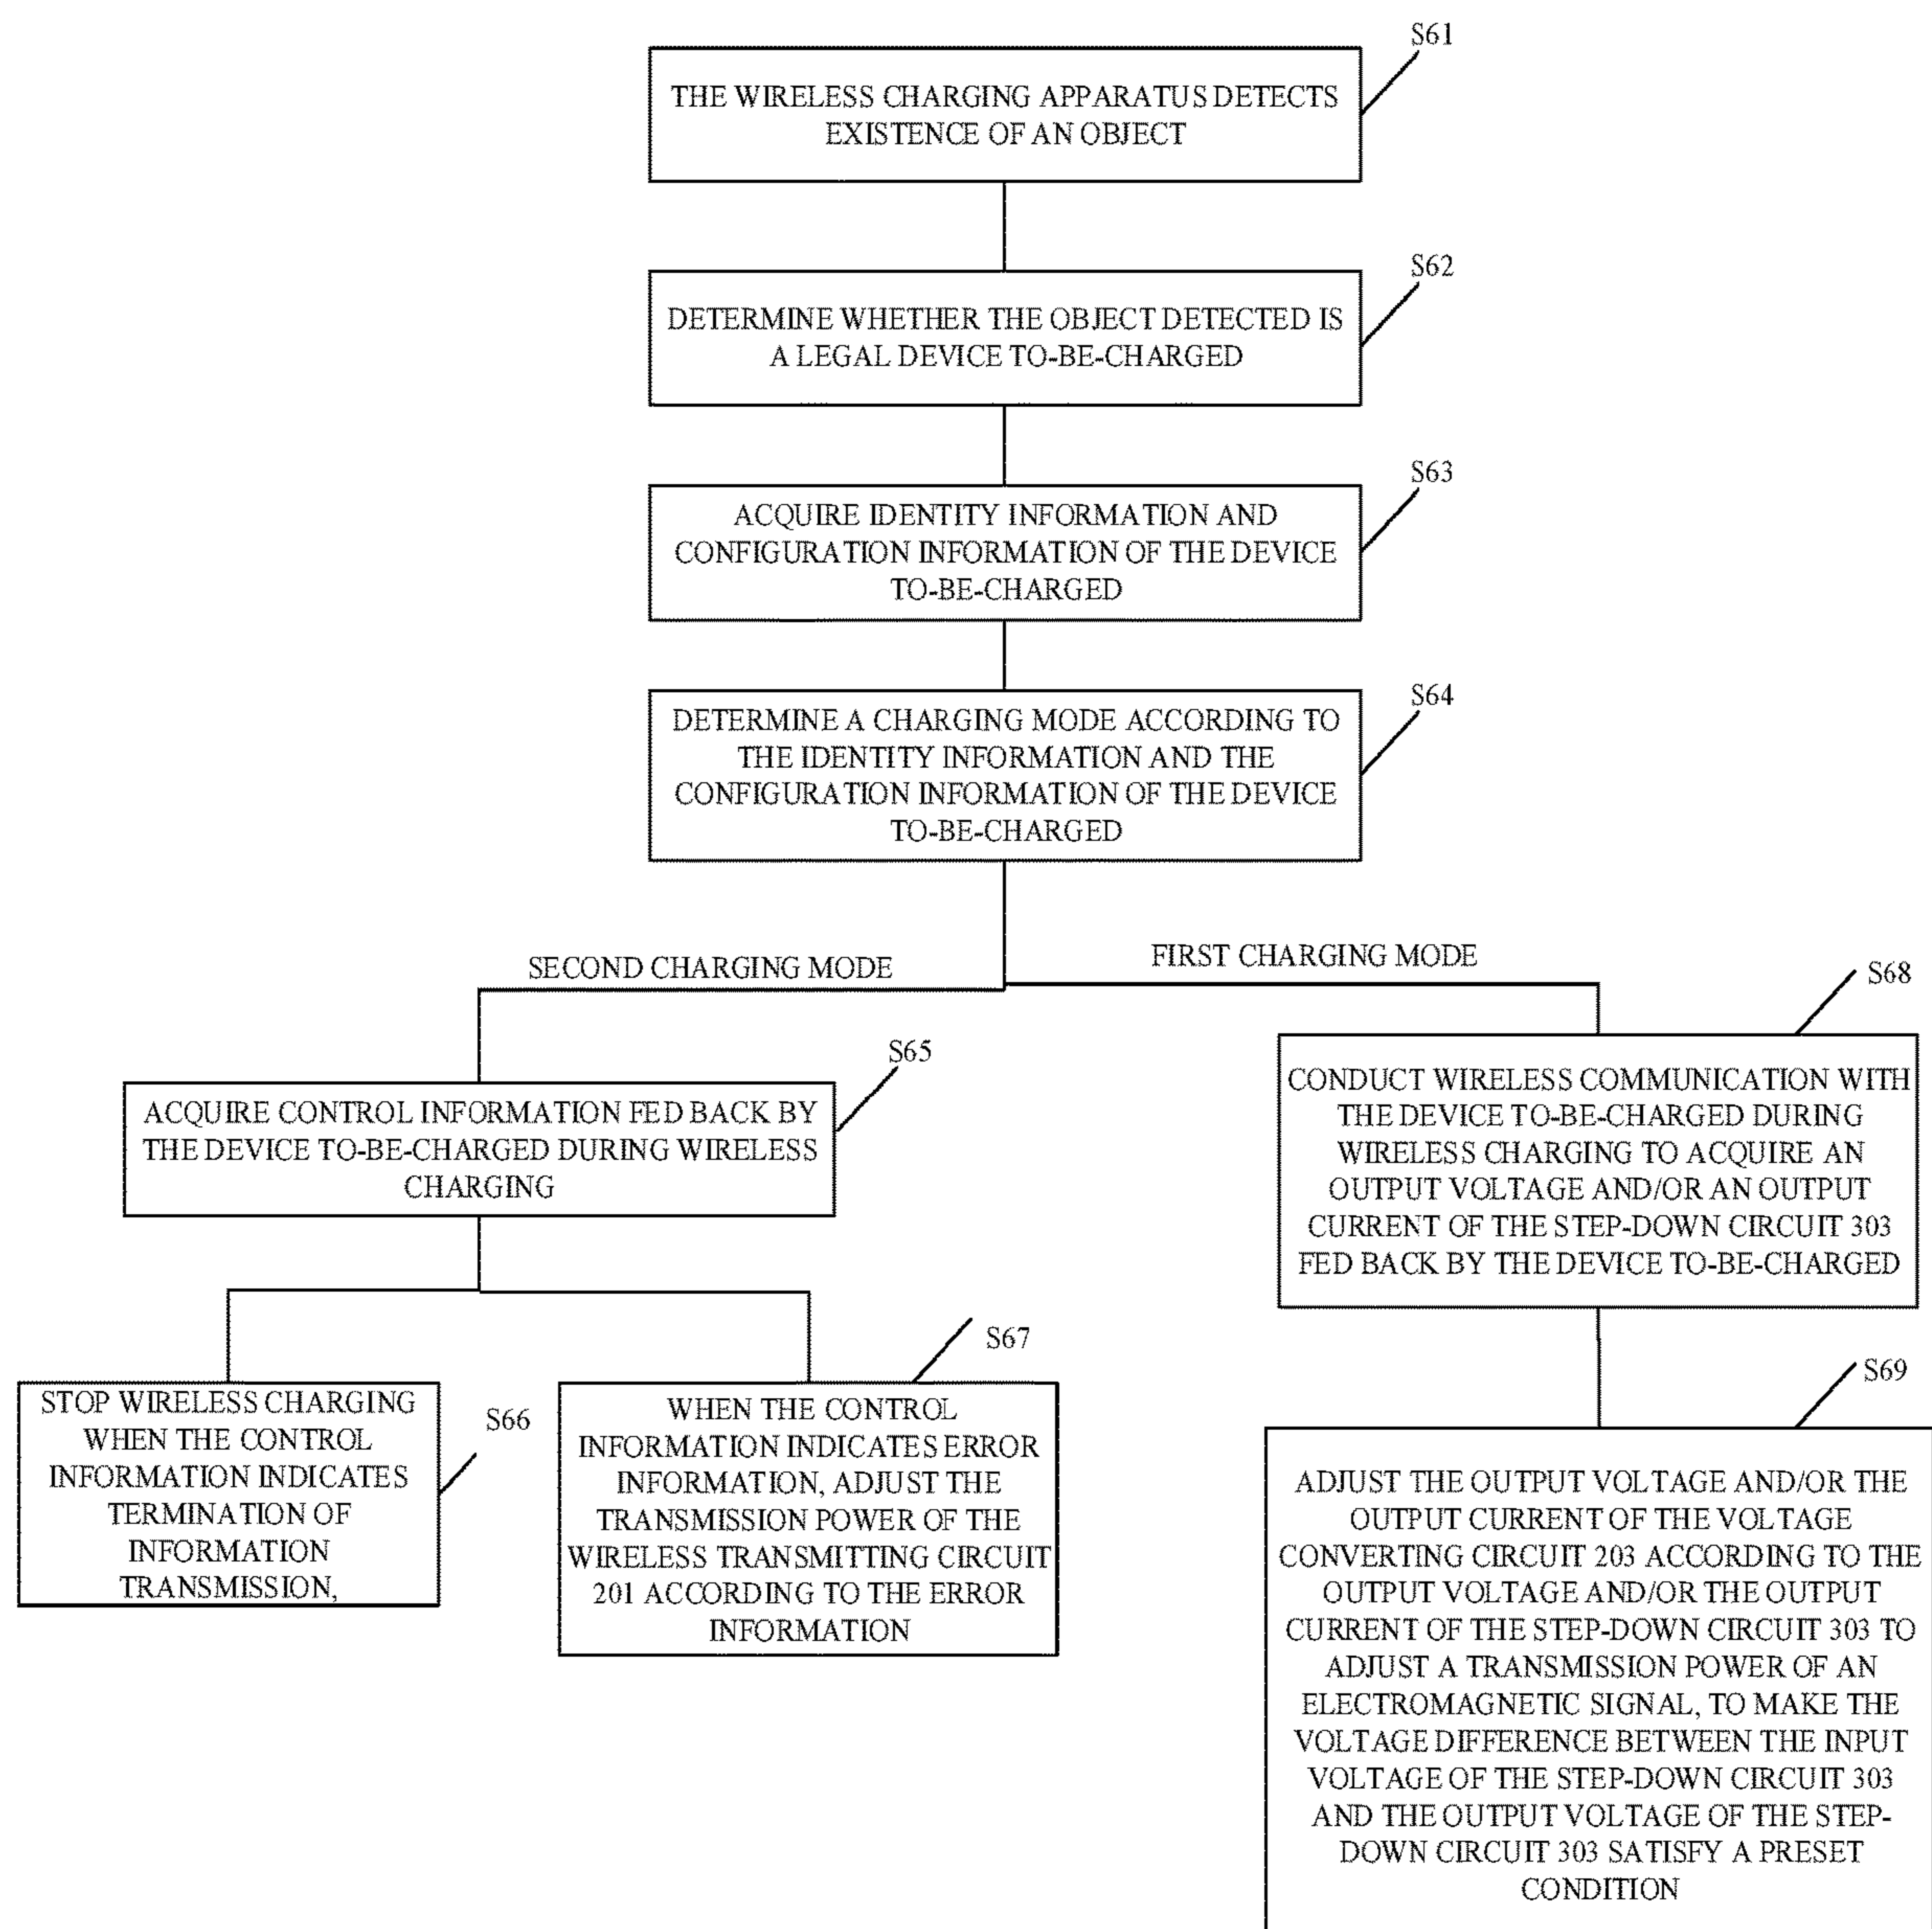 S61
THE WIRELESS CHARGING APPARATUS DETECTS
EXISTENCE OF AN OBJECT
S62
DETERMINE WHETHER THE OBJECT DETECTED IS
A LEGAL DEVICE TO-BE-CHARGED
S63
ACQUIRE IDENTITY INFORMATION AND
CONFIGURATION INFORMATION OF THE DEVICE
TO-BE-CHARGED
S64
DETERMINE A CHARGING MODE ACCORDING TO
THE IDENTITY INFORMATION AND THE
CONFIGURATION INFORMATION OF THE DEVICE
TO-BE-CHARGED
SECOND CHARGING MODE
FIRST CHARGING MODE
S65
ACQUIRE CONTROL INFORMATION FED BACK BY
THE DEVICE TO-BE-CHARGED DURING WIRELESS
CHARGING
S66
STOP WIRELESS CHARGING
WHEN THE CONTROL
INFORMATION INDICATES
TERMINATION OF
INFORMATION
TRANSMISSION,
S67
WHEN THE CONTROL
INFORMATION INDICATES ERROR
INFORMATION, ADJUST THE
TRANSMISSION POWER OF THE
WIRELESS TRANSMITTING CIRCUIT
201 ACCORDING TO THE ERROR
INFORMATION
S68
CONDUCT WIRELESS COMMUNICATION WITH
THE DEVICE TO-BE-CHARGED DURING
WIRELESS CHARGING TO ACQUIRE AN
OUTPUT VOLTAGE AND/OR AN OUTPUT
CURRENT OF THE STEP-DOWN CIRCUIT 303
FED BACK BY THE DEVICE TO-BE-CHARGED
S69
ADJUST THE OUTPUT VOLTAGE AND/OR THE
OUTPUT CURRENT OF THE VOLTAGE
CONVERTING CIRCUIT 203 ACCORDING TO THE
OUTPUT VOLTAGE AND/OR THE OUTPUT
CURRENT OF THE STEP-DOWN CIRCUIT 303 TO
ADJUST A TRANSMISSION POWER OF AN
ELECTROMAGNETIC SIGNAL, TO MAKE THE
VOLTAGE DIFFERENCE BETWEEN THE INPUT
VOLTAGE OF THE STEP-DOWN CIRCUIT 303
AND THE OUTPUT VOLTAGE OF THE STEP-
DOWN CIRCUIT 303 SATISFY A PRESET
CONDITION